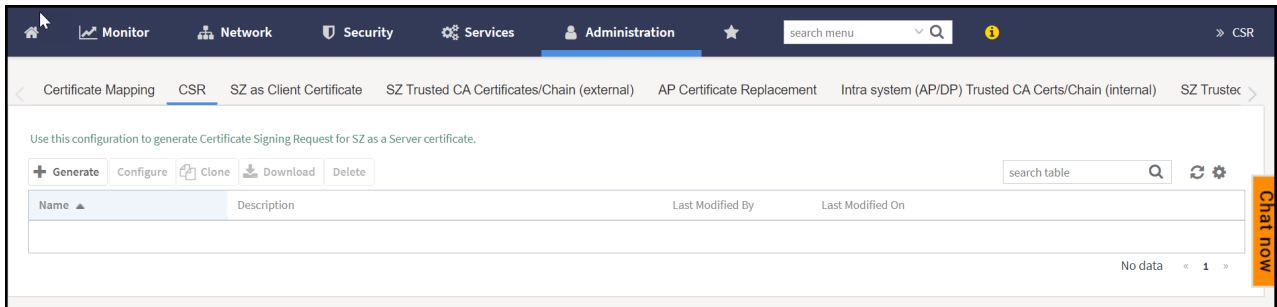 Monitor Network Security Services Administration search menu » CSR
Certificate Mapping CSR SZ as Client Certificate SZ Trusted CA Certificates/Chain (external) AP Certificate Replacement Intra system (AP/DP) Trusted CA Certs/Chain (internal) SZ Trustec
Use this configuration to generate Certificate Signing Request for SZ as a Server certificate.
+ Generate Configure Clone Download Delete search table
Name ▲ Description Last Modified By Last Modified On
No data « 1 »
Chat now